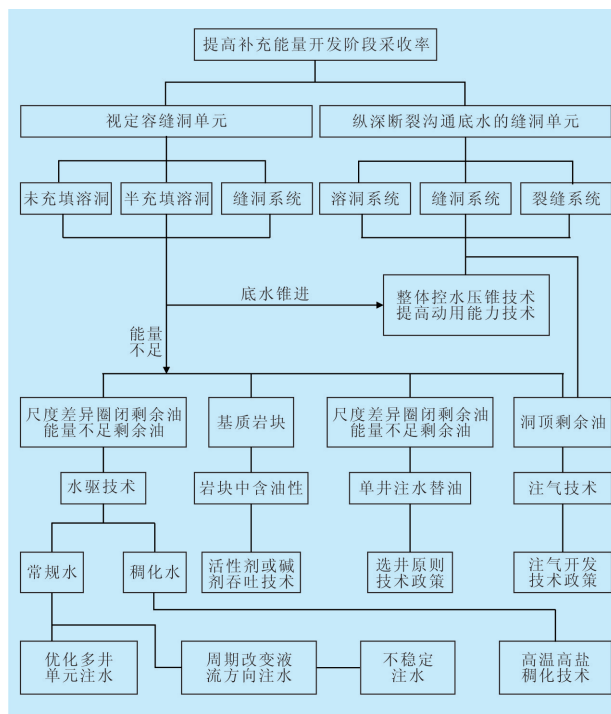 提高补充能量开发阶段采收率
视定容缝洞单元
纵深断裂沟通底水的缝洞单元
未充填溶洞
半充填溶洞
缝洞系统
溶洞系统
缝洞系统
裂缝系统
底水锥进
整体控水压锥技术
提高动用能力技术
能量
不足
尺度差异圈闭剩余油
能量不足剩余油
基质岩块
尺度差异圈闭剩余油
能量不足剩余油
洞顶剩余油
水驱技术
岩块中含油性
单井注水替油
注气技术
常规水
稠化水
活性剂或碱
剂吞吐技术
选井原则
技术政策
注气开发
技术政策
优化多井
单元注水
周期改变液
流方向注水
不稳定
注水
高温高盐
稠化技术